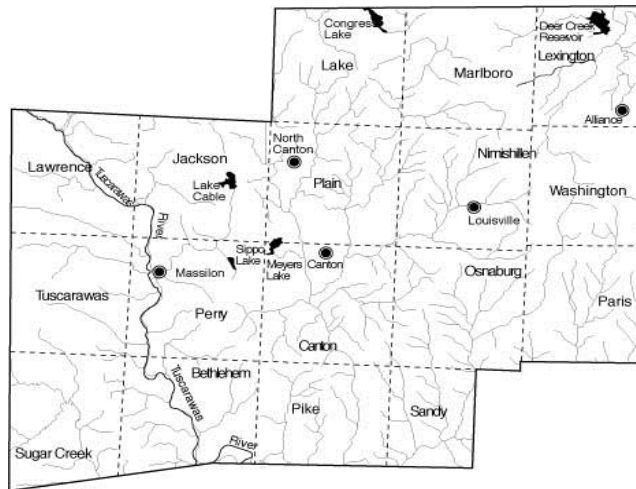 Congress
Lake
Deer Creek
Reservoir
Lake
Marlboro
Lexington
Alliance
North
Canton
Jackson
Nimishillen
Lawrence
Tuscarawas
Lake
Cable
Plain
Washington
River
Louisville
Sippo
Lake
Meyers
Lake
Canton
Massilon
Osnaburg
Tuscarawas
Paris
Perry
Canton
Bethlehem
Tuscarawas
Pike
Sandy
River
Sugar Creek